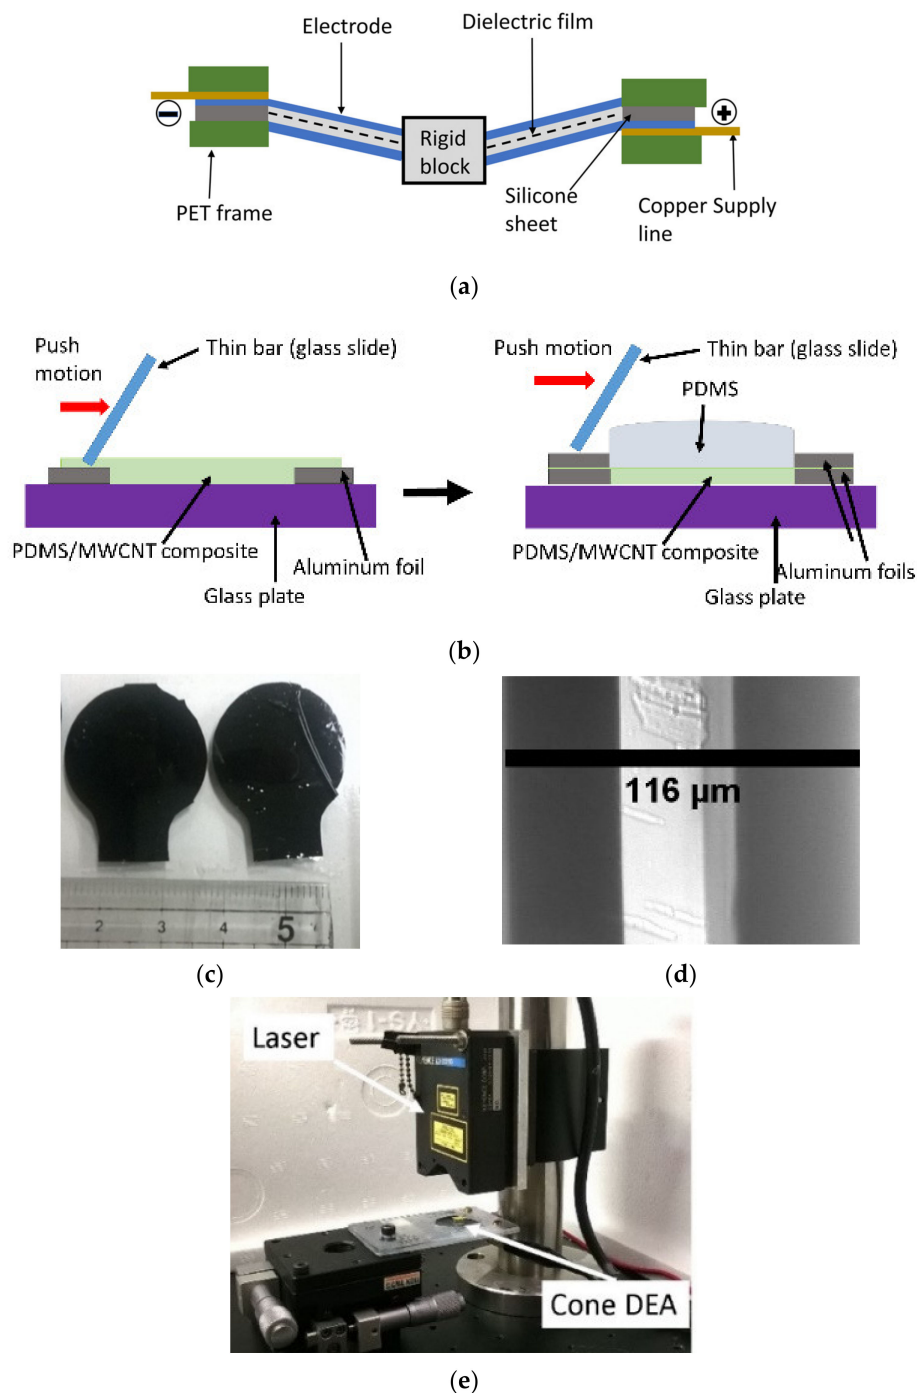 Electrode
Dielectric film
Rigid
block
PET frame
Silicone
sheet
Copper Supply
line
(a)
Push
motion
Thin bar (glass slide)
PDMS/MWCNT composite
Aluminum foil
Glass plate
Push motion
Thin bar (glass slide)
PDMS
PDMS/MWCNT composite
Aluminum foils
Glass plate
(b)
2 3 4 5
(c)
116 µm
(d)
Laser
Cone DEA
(e)